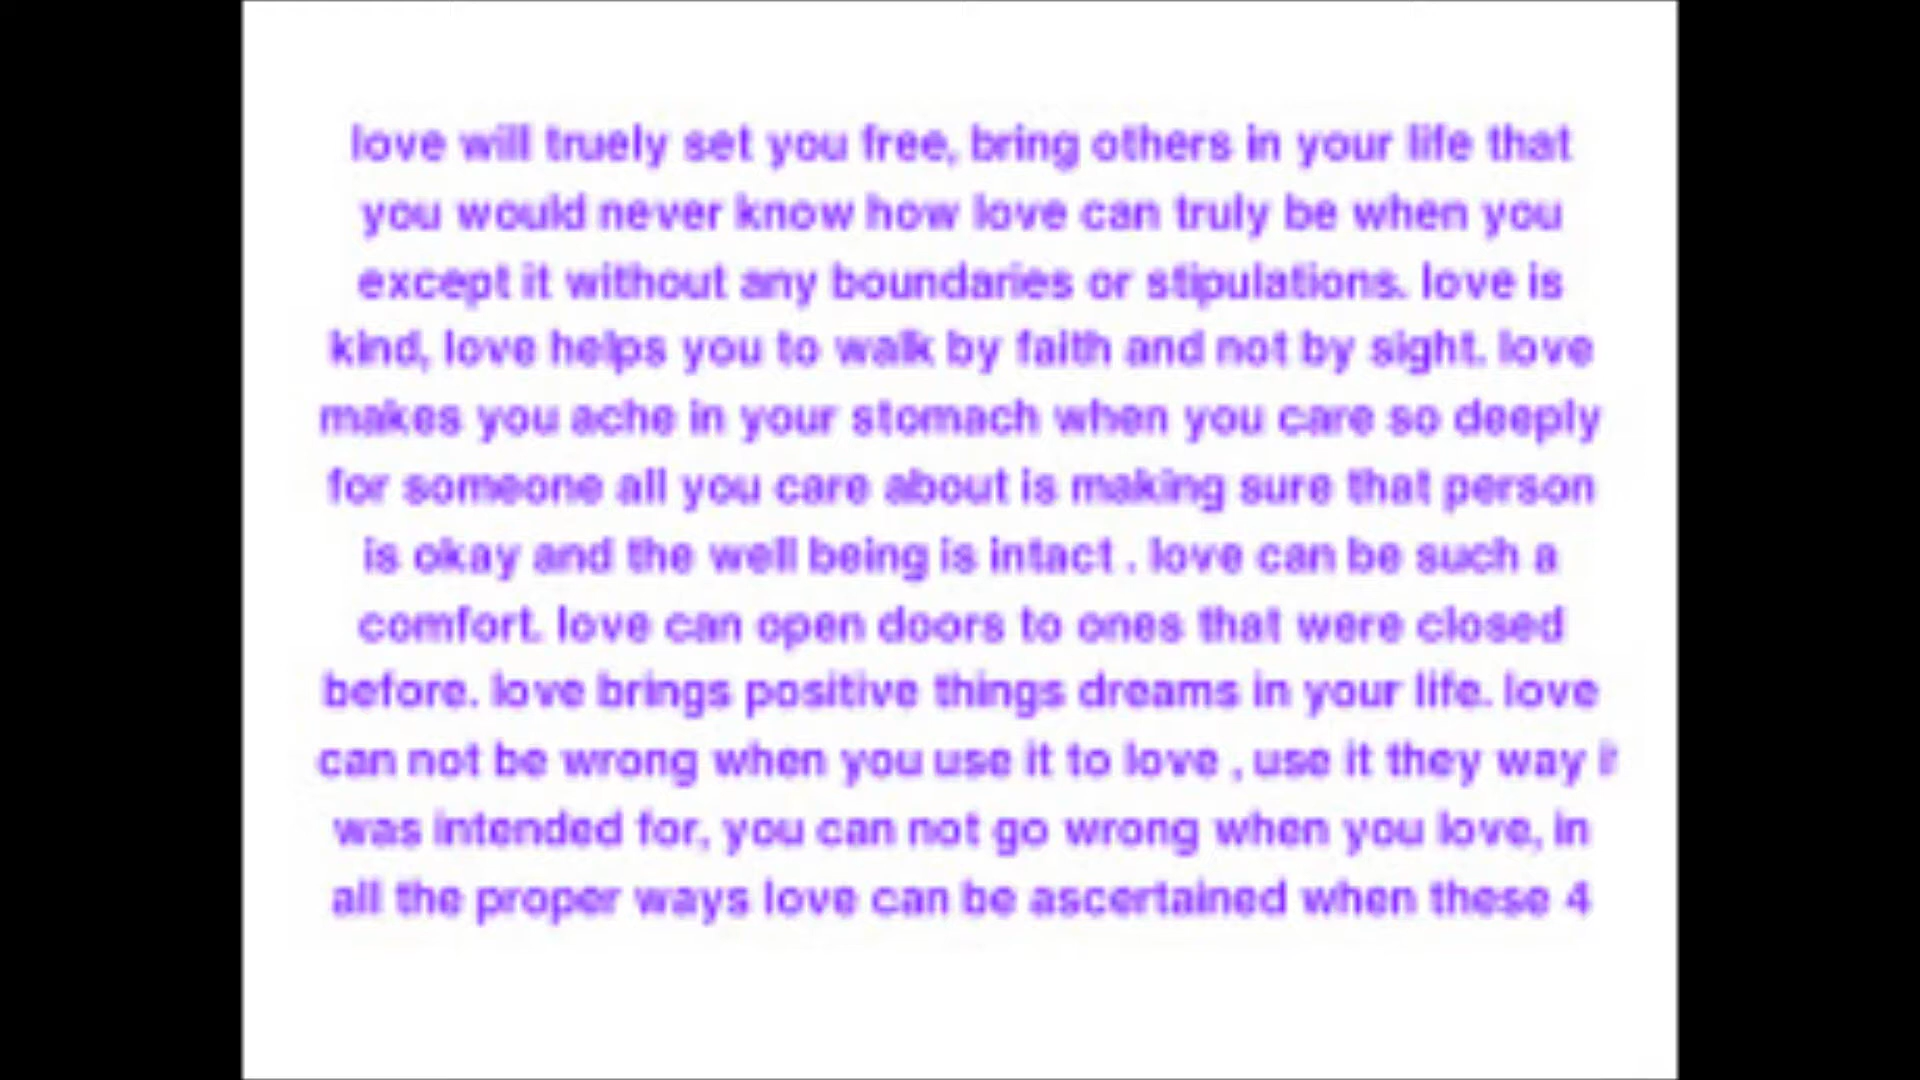 love will truely set you free, bring others in your life that
you would never know how love can truly be when you
except it without any boundaries or stipulations. love is
kind, love helps you to walk by faith and not by sight. love
makes you ache in your stomach when you care so deeply
for someone all you care about is making sure that person
is okay and the well being is intact . love can be such a
comfort. love can open doors to ones that were closed
before. love brings positive things dreams in your life. love
can not be wrong when you use it to love , use it they way
was intended for, you can not go wrong when you love, in
all the proper ways love can be ascertained when these 4